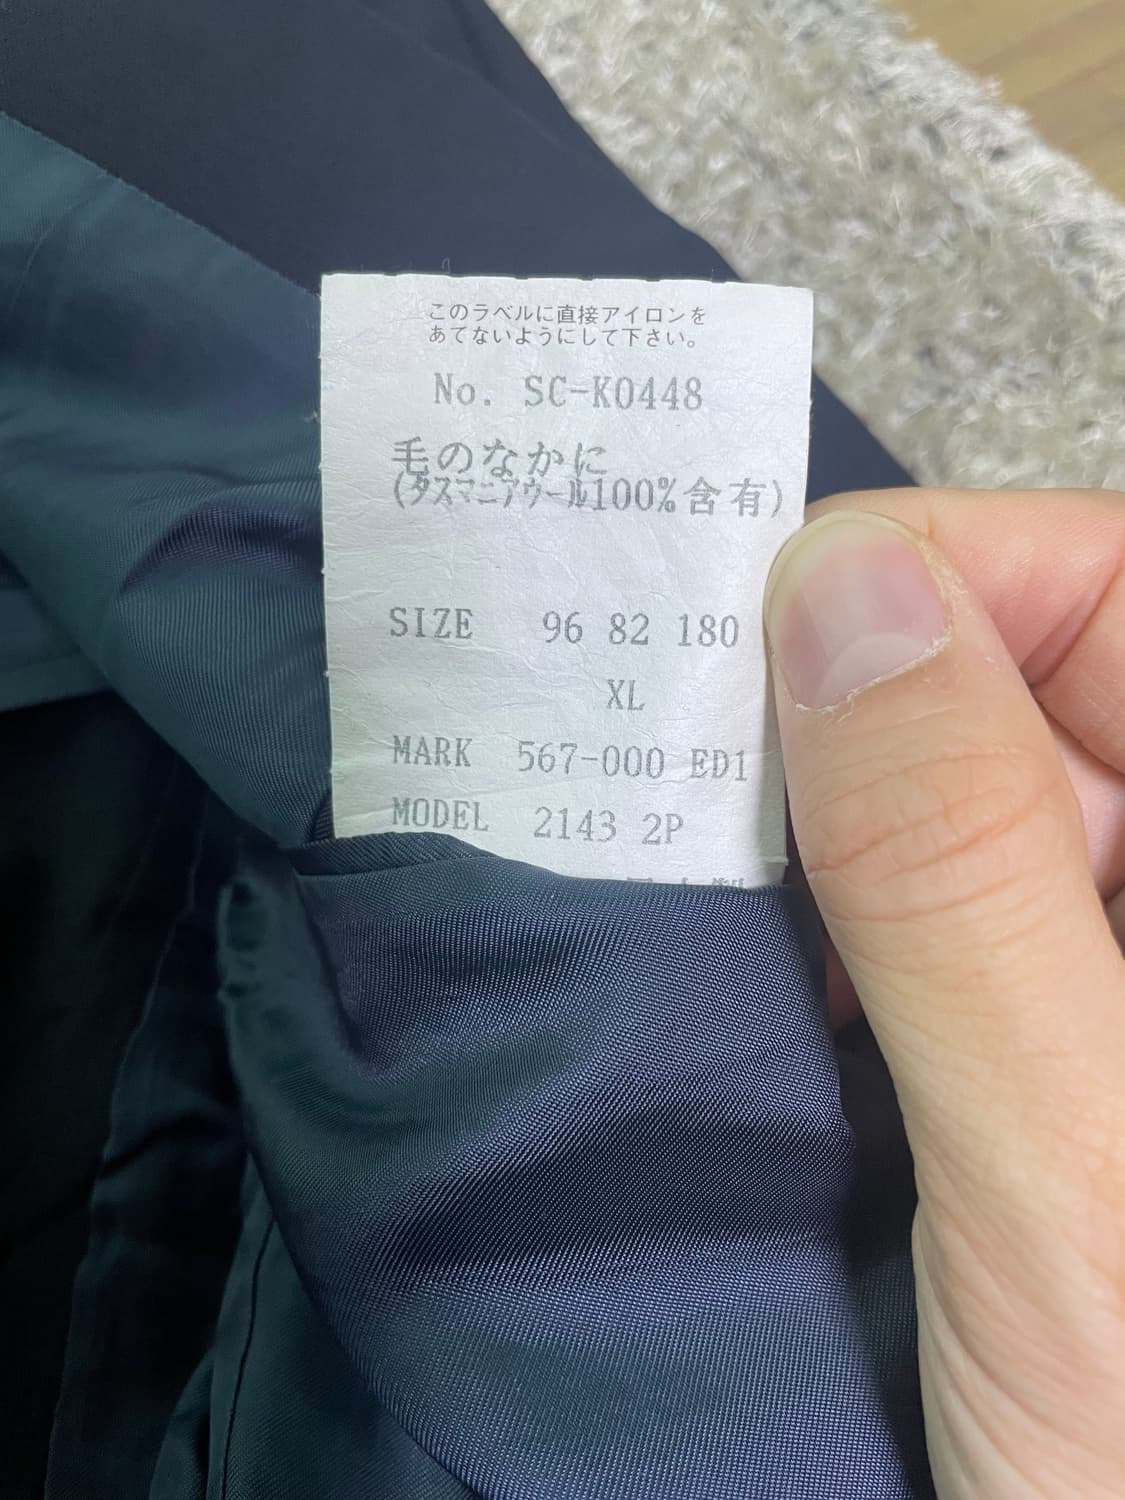 このラベルに直接アイロンを
あてないようにして下さい。
No. SC-K0448
毛のなかに
(タスマニアウール100%含有)
SIZE 96 82 180
XL
MARK 567-000 ED1
MODEL 2143 2P